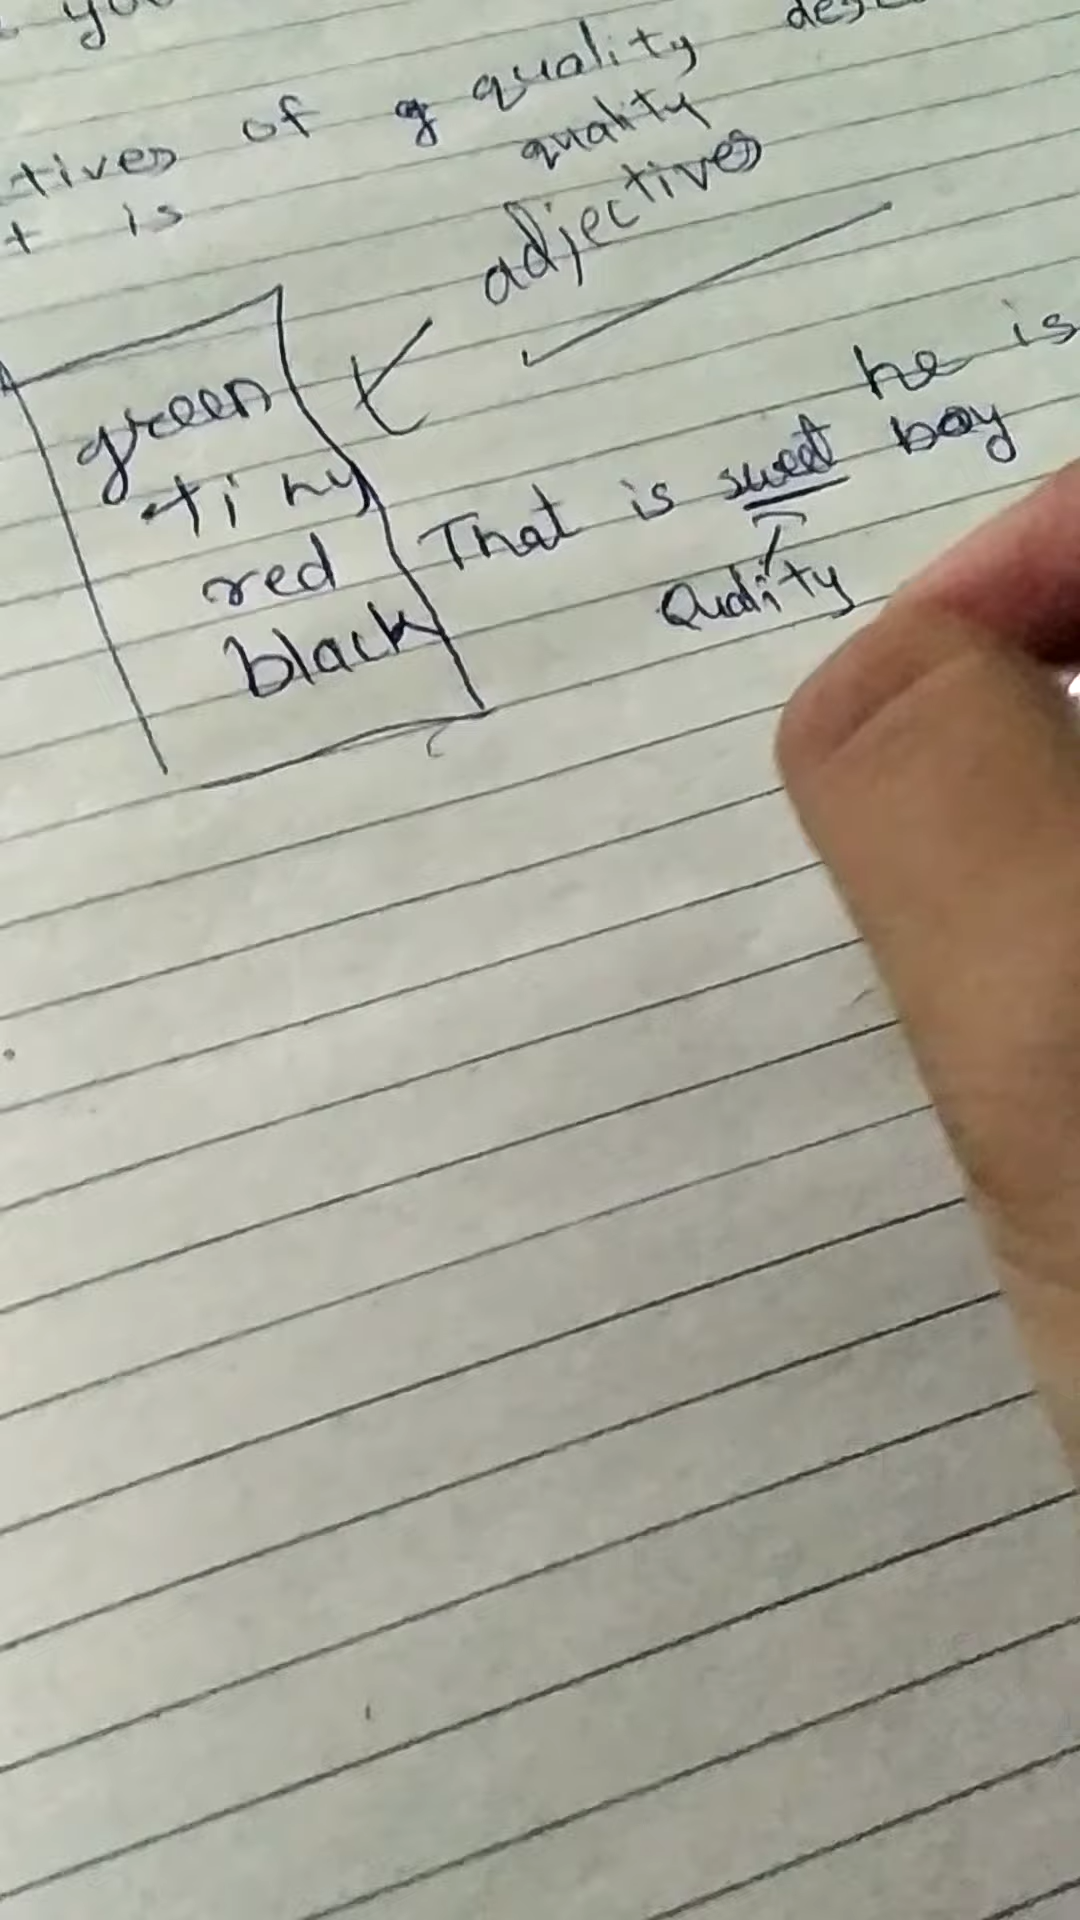 of quality
tives quality
t is adjectives
green
tiny
red
black
he is
That is sweet boy
Quality